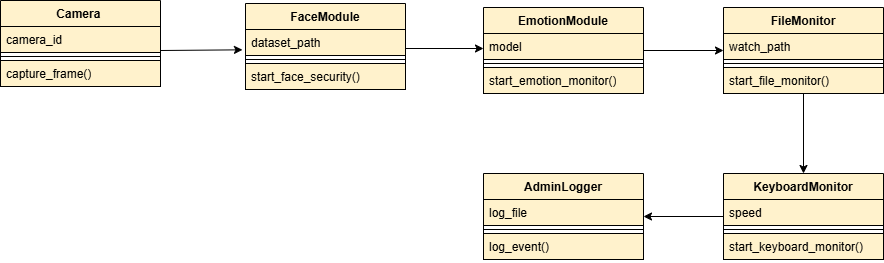 Camera
camera_id
capture_frame()
FaceModule
dataset_path
start_face_security()
EmotionModule
model
start_emotion_monitor()
FileMonitor
watch_path
start_file_monitor()
AdminLogger
log_file
log_event()
KeyboardMonitor
speed
start_keyboard_monitor()